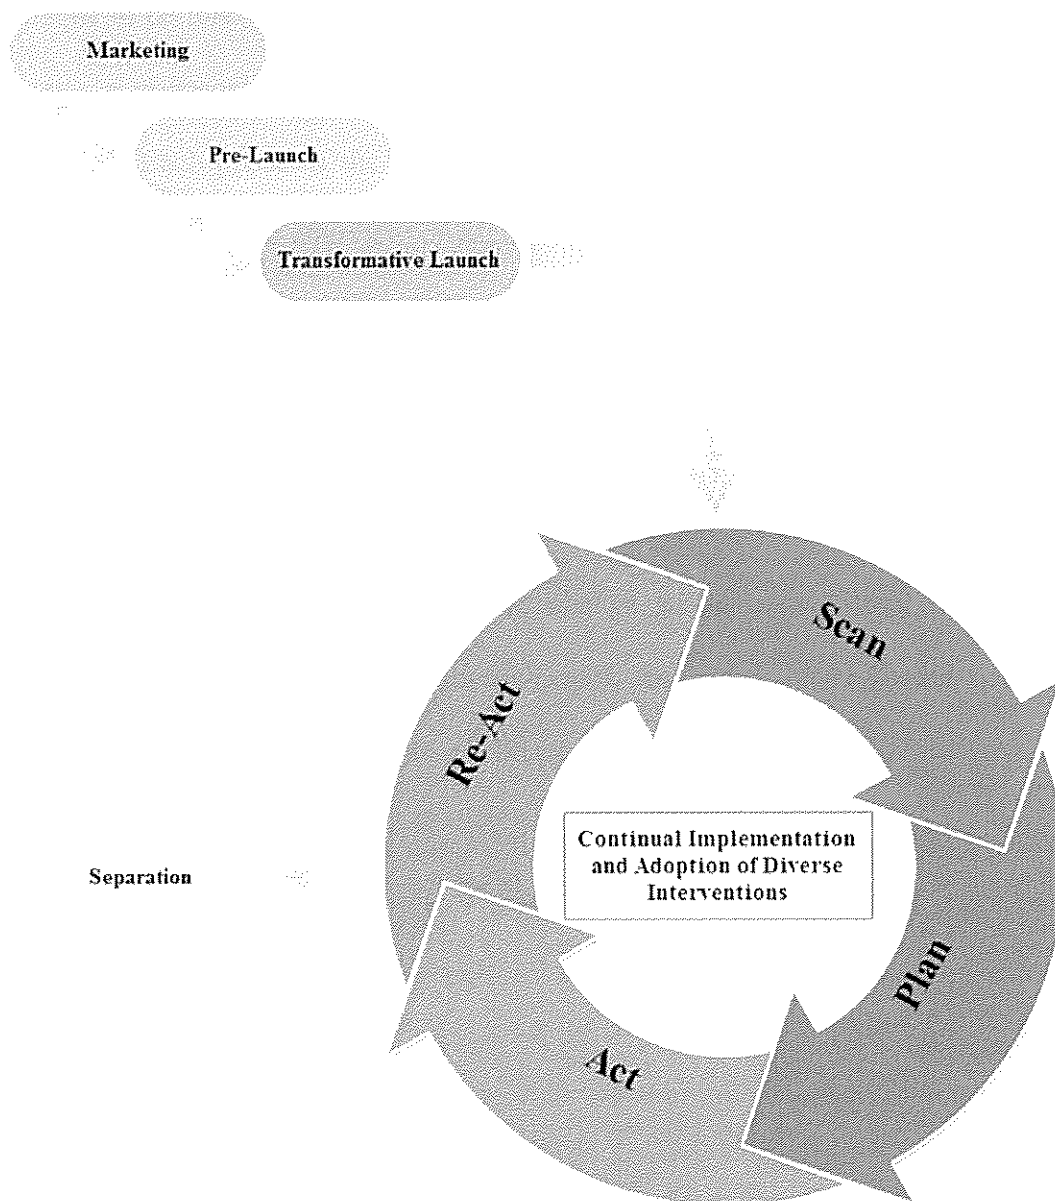 Marketing
Pre-Launch
Transformative Launch
Scan
Re-Act
Continual Implementation
and Adoption of Diverse
Interventions
Separation
Plan
Act